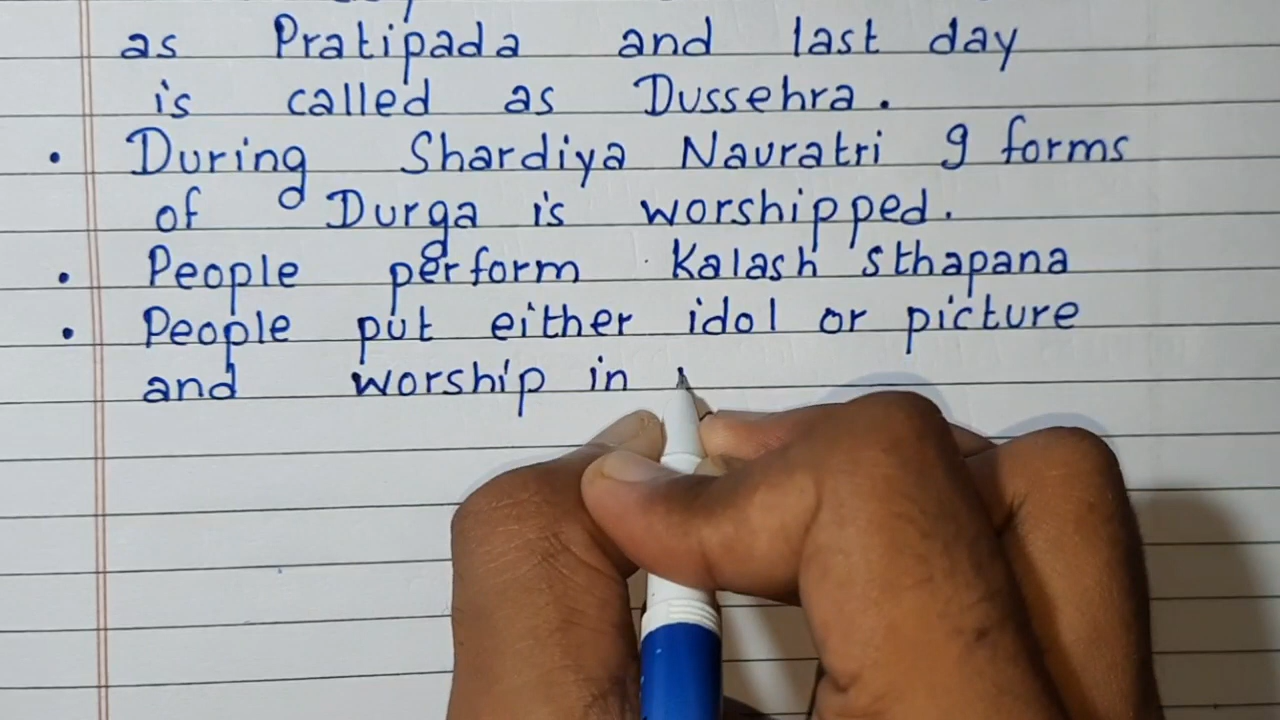 as Pratipada and last day
is called as Dussehra.
• During Shardiya Navratri 9 forms
of Durga is worshipped.
• People perform Kalash sthapana
• People put either idol or picture
and worship in